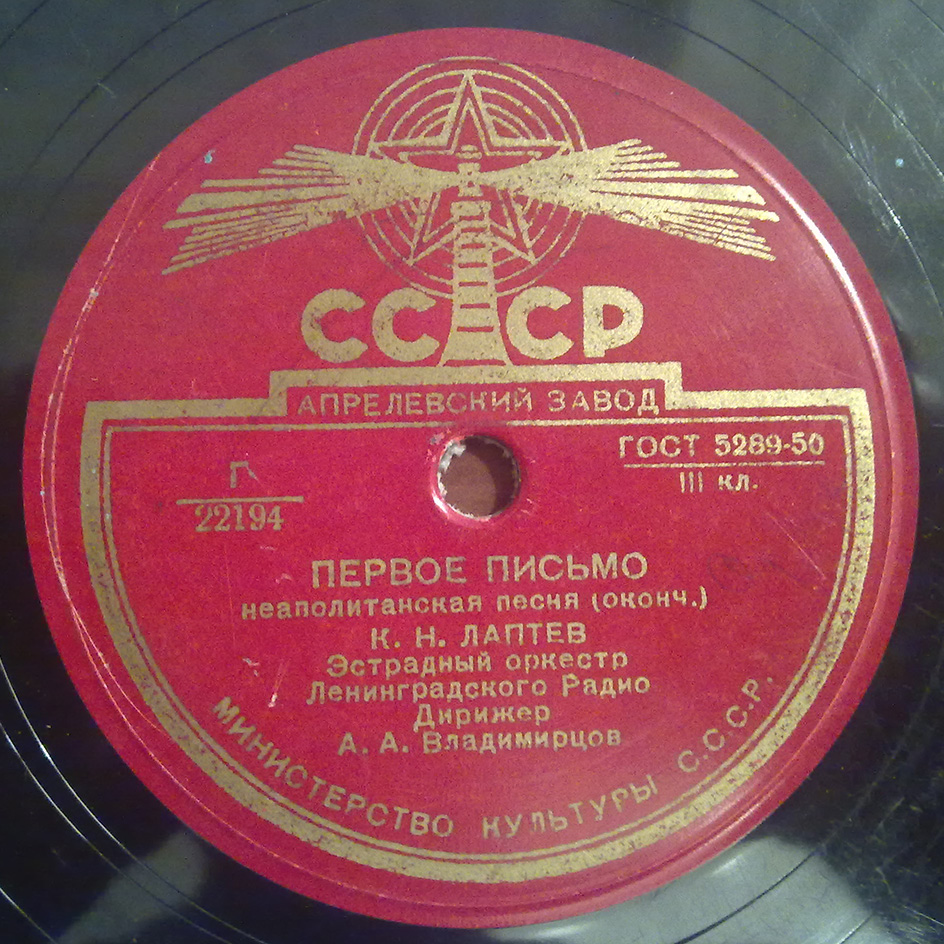 СССР
АПРЕЛЕВСКИЙ ЗАВОД
ГОСТ 5289-50
III кл.
Г
22194
ПЕРВОЕ ПИСЬМО
неаполитанская песня (оконч.)
К. Н. ЛАПТЕВ
Эстрадный оркестр
Ленинградского Радио
Дирижер
А. А. Владимирцов
МИНИСТЕРСТВО КУЛЬТУРЫ С.С.С.Р.